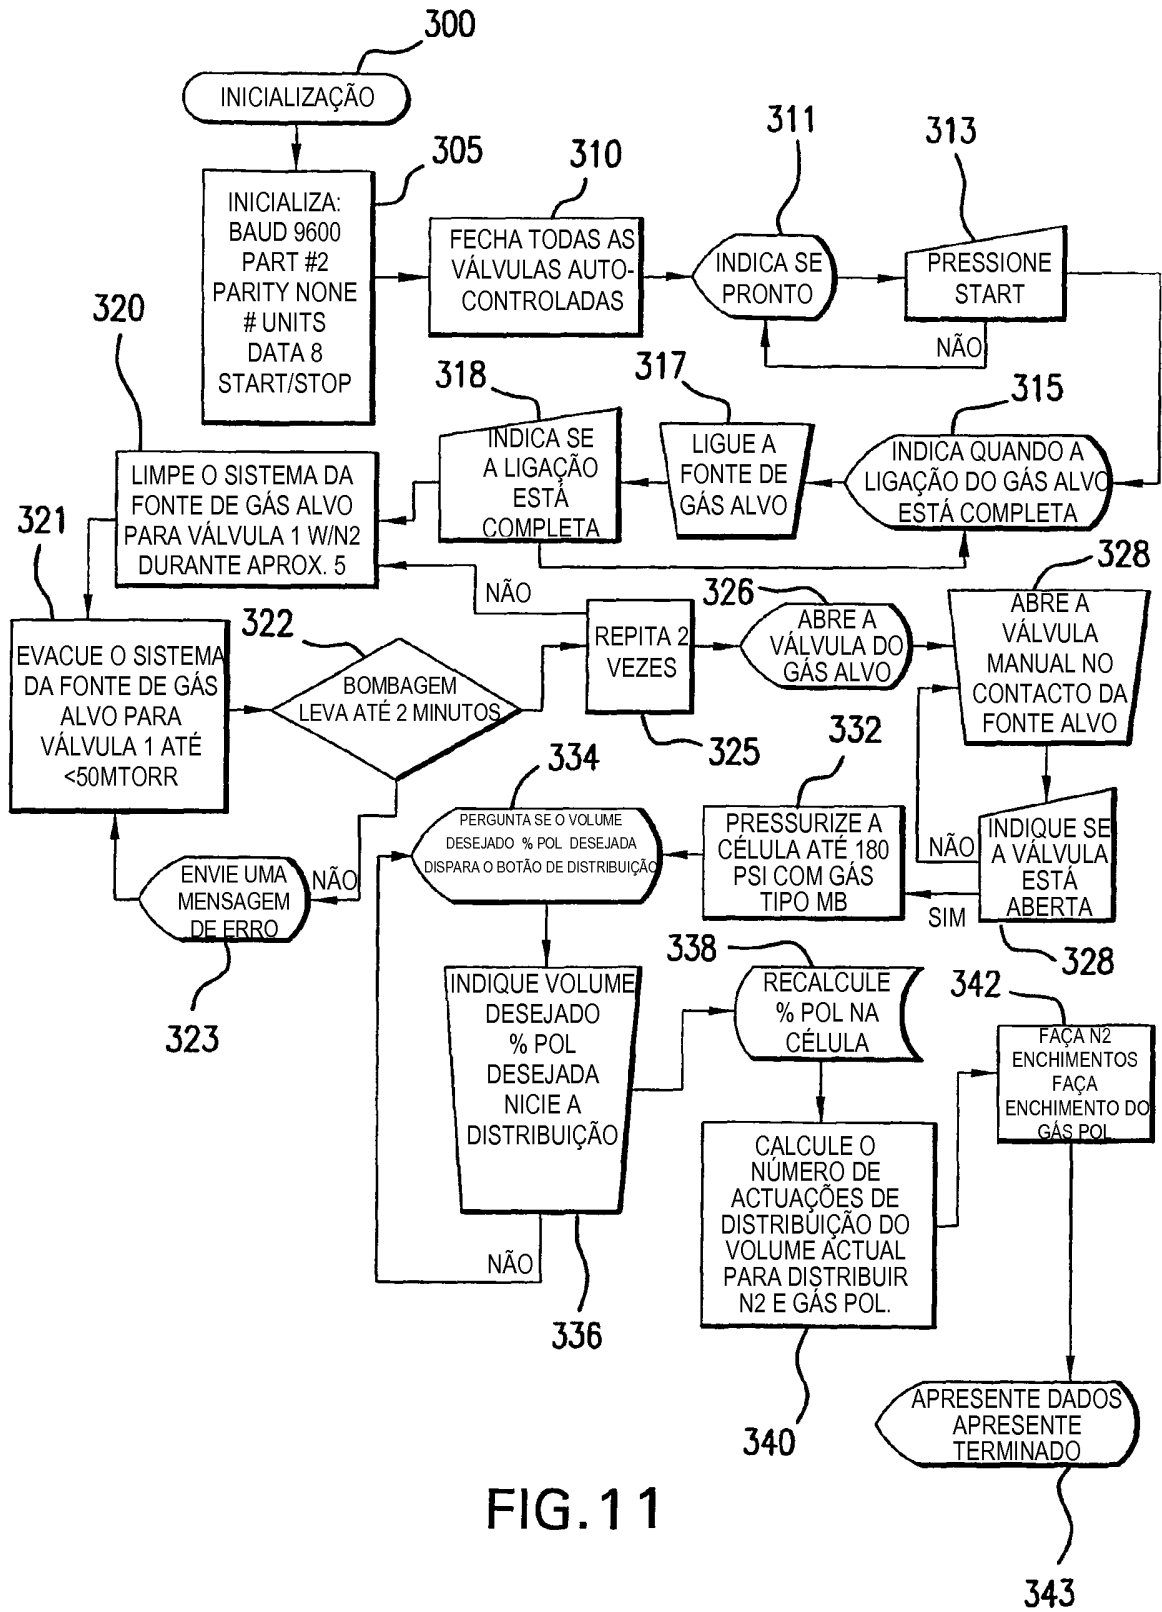 300
INICIALIZAÇÃO
305
INICIALIZA:
BAUD 9600
PART #2
PARITY NONE
# UNITS
DATA 8
START/STOP
310
FECHA TODAS AS
VÁLVULAS AUTO-
CONTROLADAS
311
INDICA SE
PRONTO
313
PRESSIONE
START
NÃO
315
INDICA QUANDO A
LIGAÇÃO DO GÁS ALVO
ESTÁ COMPLETA
317
LIGUE A
FONTE DE
GÁS ALVO
318
INDICA SE
A LIGAÇÃO
ESTÁ
COMPLETA
320
LIMPE O SISTEMA DA
FONTE DE GÁS ALVO
PARA VÁLVULA 1 W/N2
DURANTE APROX. 5
321
EVACUE O SISTEMA
DA FONTE DE GÁS
ALVO PARA
VÁLVULA 1 ATÉ
<50MTORR
322
BOMBAGEM
LEVA ATÉ 2 MINUTOS
NÃO
323
ENVIE UMA
MENSAGEM
DE ERRO
NÃO
REPITA 2
VEZES
325
326
ABRE A
VÁLVULA DO
GÁS ALVO
328
ABRE A
VÁLVULA
MANUAL NO
CONTACTO DA
FONTE ALVO
INDIQUE SE
A VÁLVULA
ESTÁ
ABERTA
328
NÃO
SIM
332
PRESSURIZE A
CÉLULA ATÉ 180
PSI COM GÁS
TIPO MB
334
PERGUNTA SE O VOLUME
DESEJADO % POL DESEJADA
DISPARA O BOTÃO DE DISTRIBUIÇÃO
INDIQUE VOLUME
DESEJADO
% POL
DESEJADA
NICIE A
DISTRIBUIÇÃO
NÃO
336
338
RECALCULE
% POL NA
CÉLULA
CALCULE O
NÚMERO DE
ACTUAÇÕES DE
DISTRIBUIÇÃO DO
VOLUME ACTUAL
PARA DISTRIBUIR
N2 E GÁS POL.
340
342
FAÇA N2
ENCHIMENTOS
FAÇA
ENCHIMENTO DO
GÁS POL
APRESENTE DADOS
APRESENTE
TERMINADO
343
FIG.11